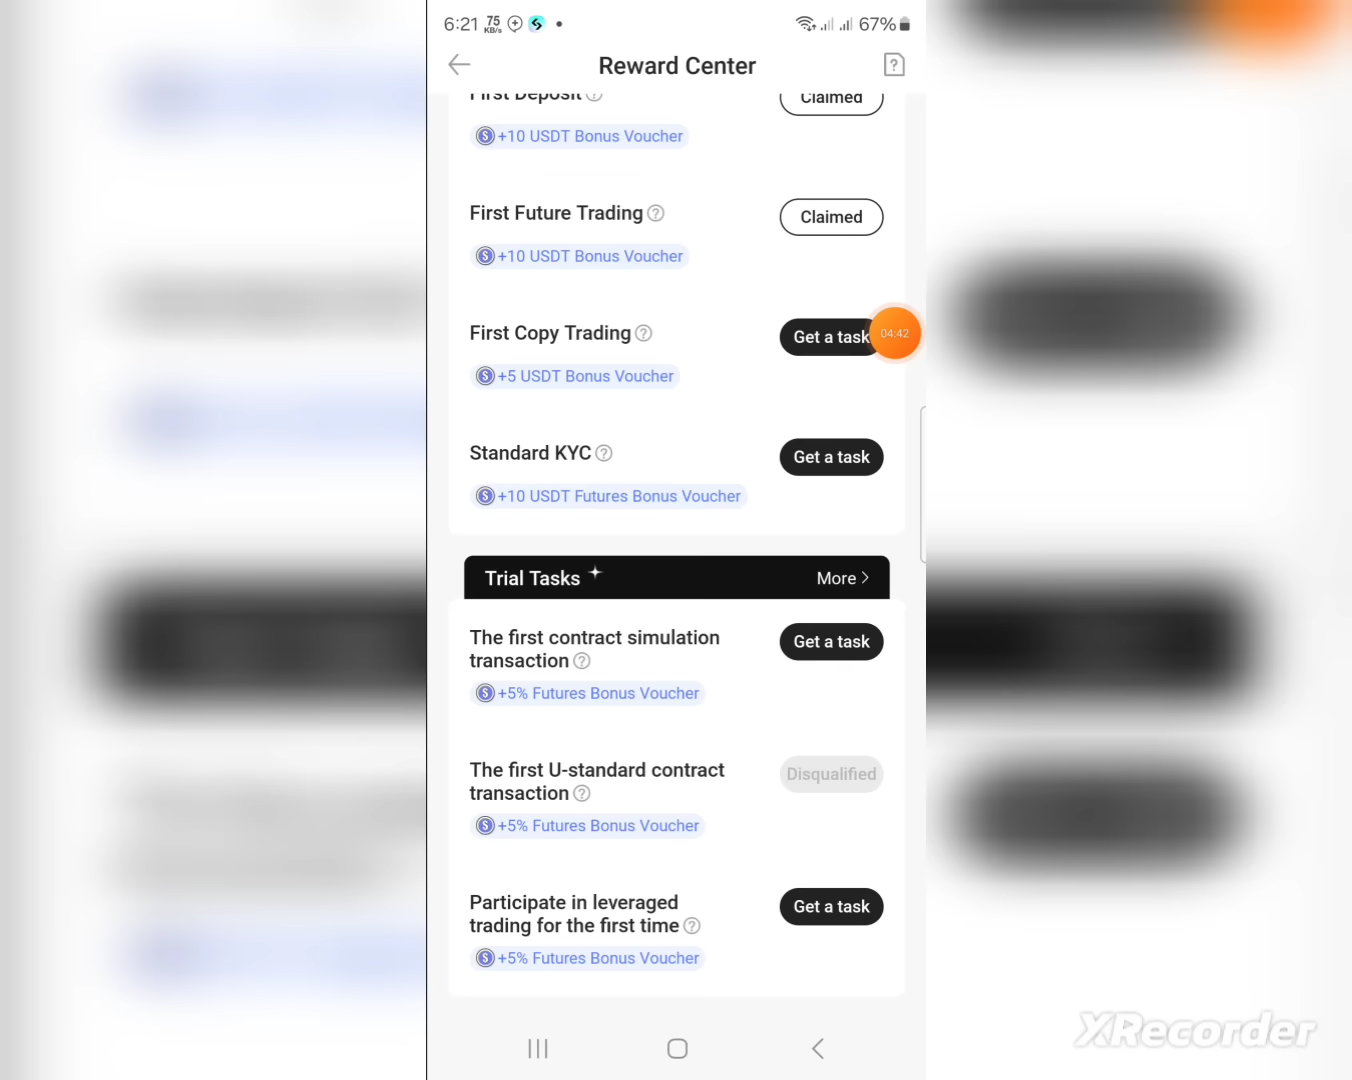 6:21 75 KB/s 67%
Reward Center
First Deposit Claimed
+10 USDT Bonus Voucher
First Future Trading Claimed
+10 USDT Bonus Voucher
First Copy Trading Get a task 04:42
+5 USDT Bonus Voucher
Standard KYC Get a task
+10 USDT Futures Bonus Voucher
Trial Tasks More
The first contract simulation
transaction Get a task
+5% Futures Bonus Voucher
The first U-standard contract
transaction Disqualified
+5% Futures Bonus Voucher
Participate in leveraged
trading for the first time Get a task
+5% Futures Bonus Voucher
XRecorder